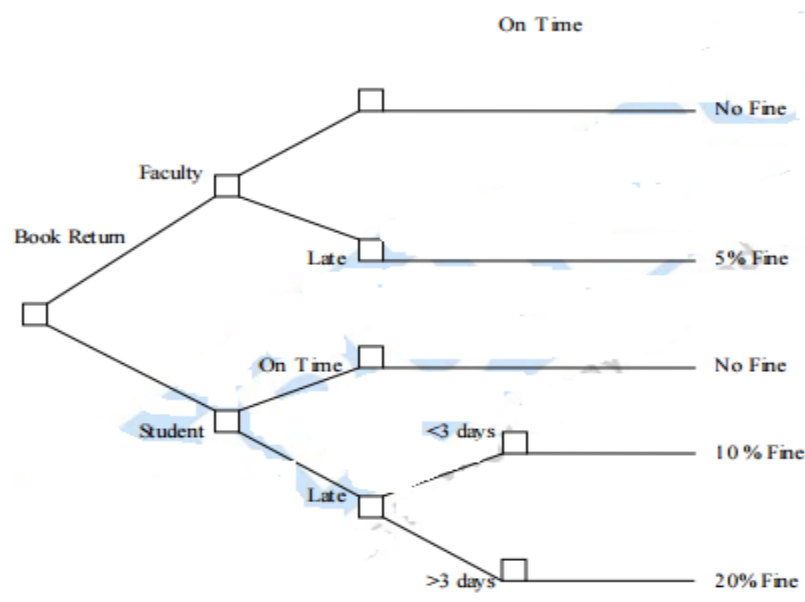 On Time
No Fine
Faculty
Book Return
Late
5% Fine
On Time
No Fine
Student
<3 days
10 % Fine
Late
>3 days
20% Fine